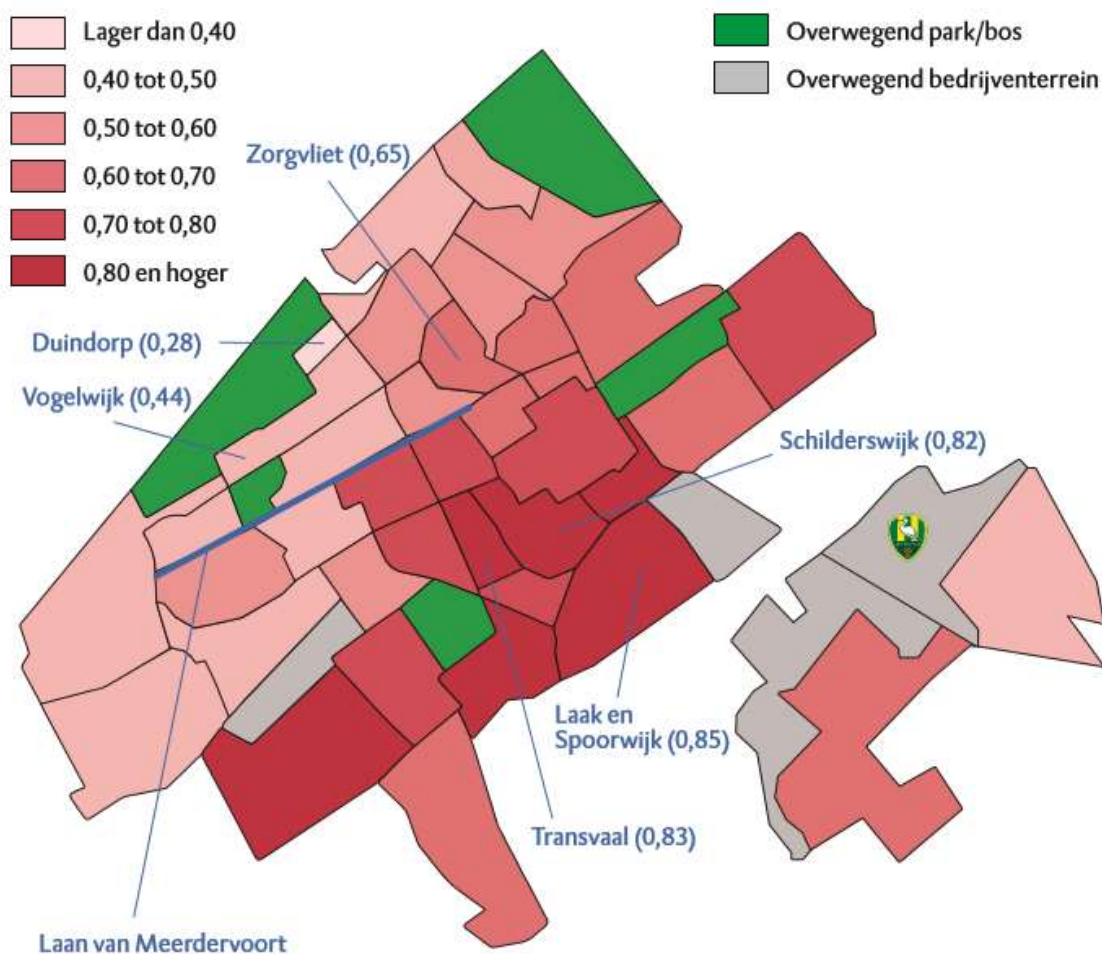 Lager dan 0,40
0,40 tot 0,50
0,50 tot 0,60
0,60 tot 0,70
0,70 tot 0,80
0,80 en hoger
Overwegend park/bos
Overwegend bedrijventerrein
Zorgvliet (0,65)
Duindorp (0,28)
Vogelwijk (0,44)
Schilderswijk (0,82)
Laak en
Spoorwijk (0,85)
Transvaal (0,83)
Laan van Meerdervoort